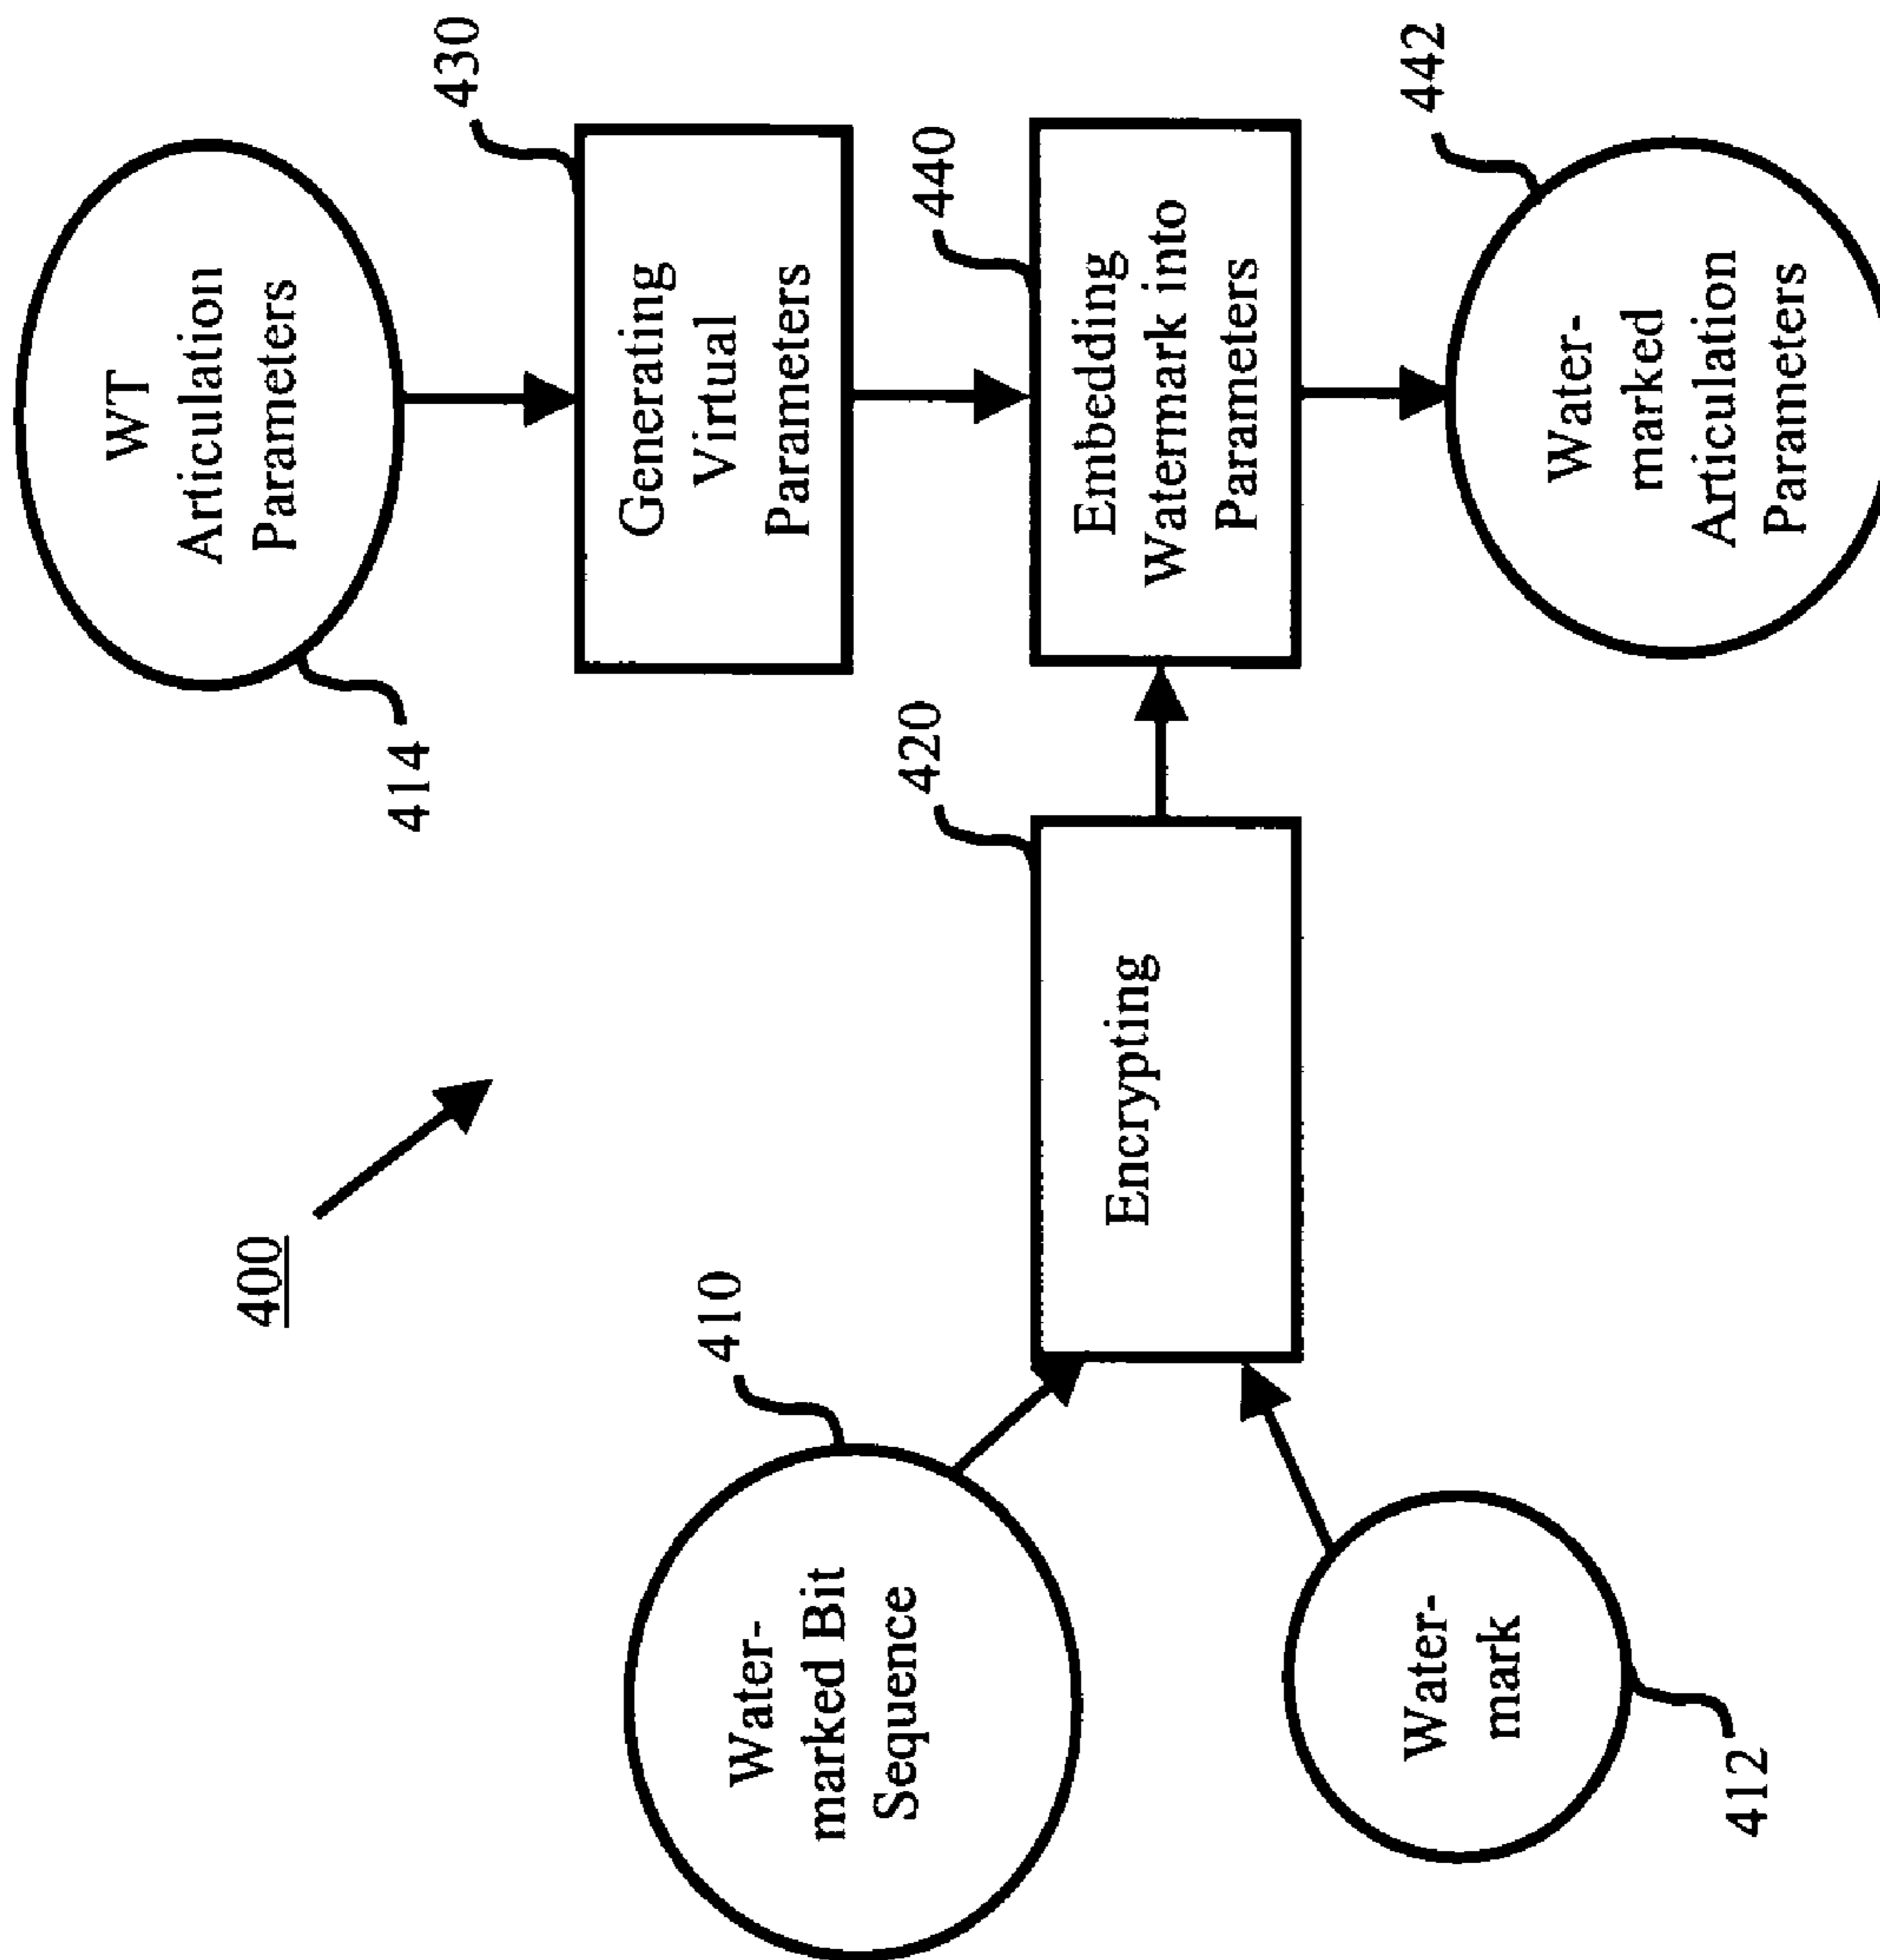 400
410
Water-
marked Bit
Sequence
Water-
mark
412
420
Encrypting
414
WT
Articulation
Parameters
430
Generating
Virtual
Parameters
440
Embedding
Watermark into
Parameters
442
Water-
marked
Articulation
Parameters